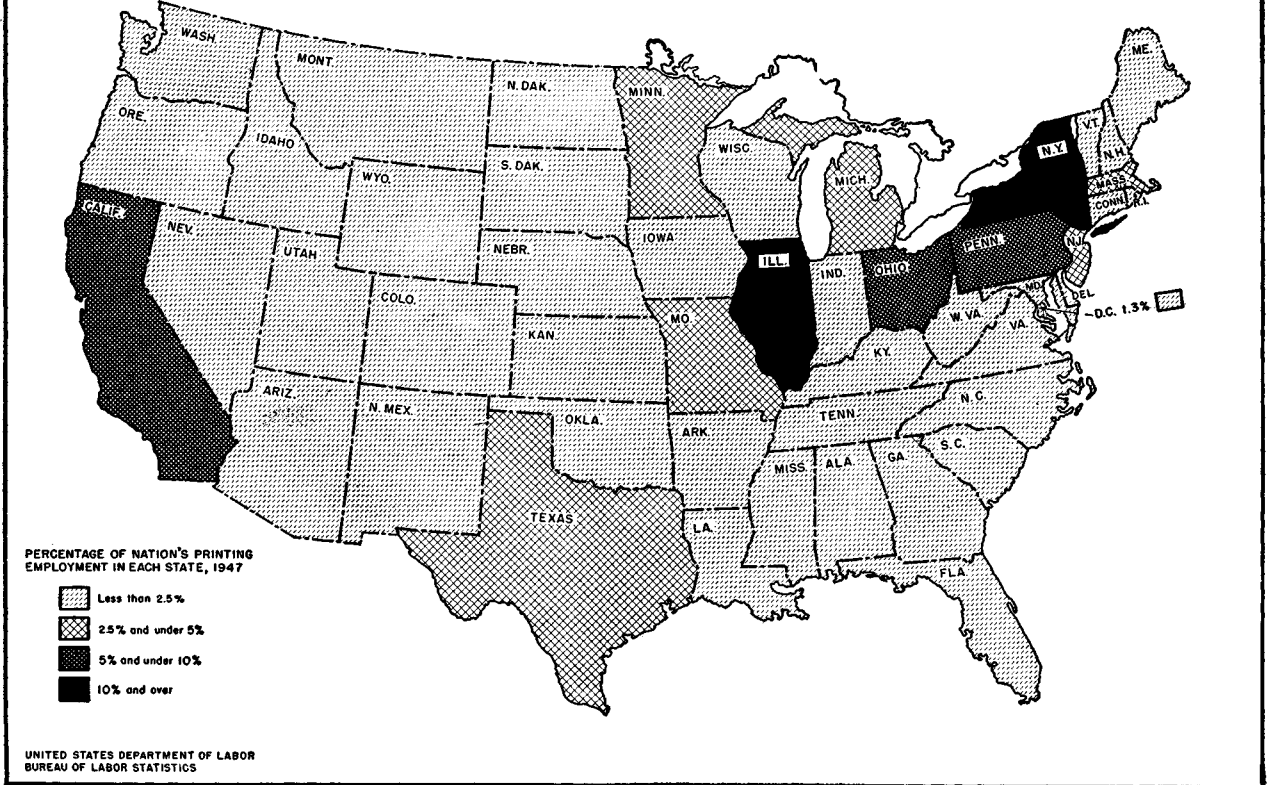 WASH.
MONT.
N. DAK.
MINN.
ME.
ORE.
IDAHO
S. DAK.
WISC.
MICH.
N.Y.
VT.
N.H.
WYO.
MASS.
CONN.
R.I.
CALIF.
NEV.
UTAH
NEBR.
IOWA
ILL.
IND.
OHIO
PENN.
N.J.
COLO.
KAN.
MO.
KY.
W. VA.
VA.
MD.
DEL.
D.C. 1.3%
ARIZ.
N. MEX.
OKLA.
ARK.
TENN.
N.C.
S.C.
MISS.
ALA.
GA.
TEXAS
LA.
FLA.
PERCENTAGE OF NATION'S PRINTING
EMPLOYMENT IN EACH STATE, 1947
Less than 2.5%
2.5% and under 5%
5% and under 10%
10% and over
UNITED STATES DEPARTMENT OF LABOR
BUREAU OF LABOR STATISTICS